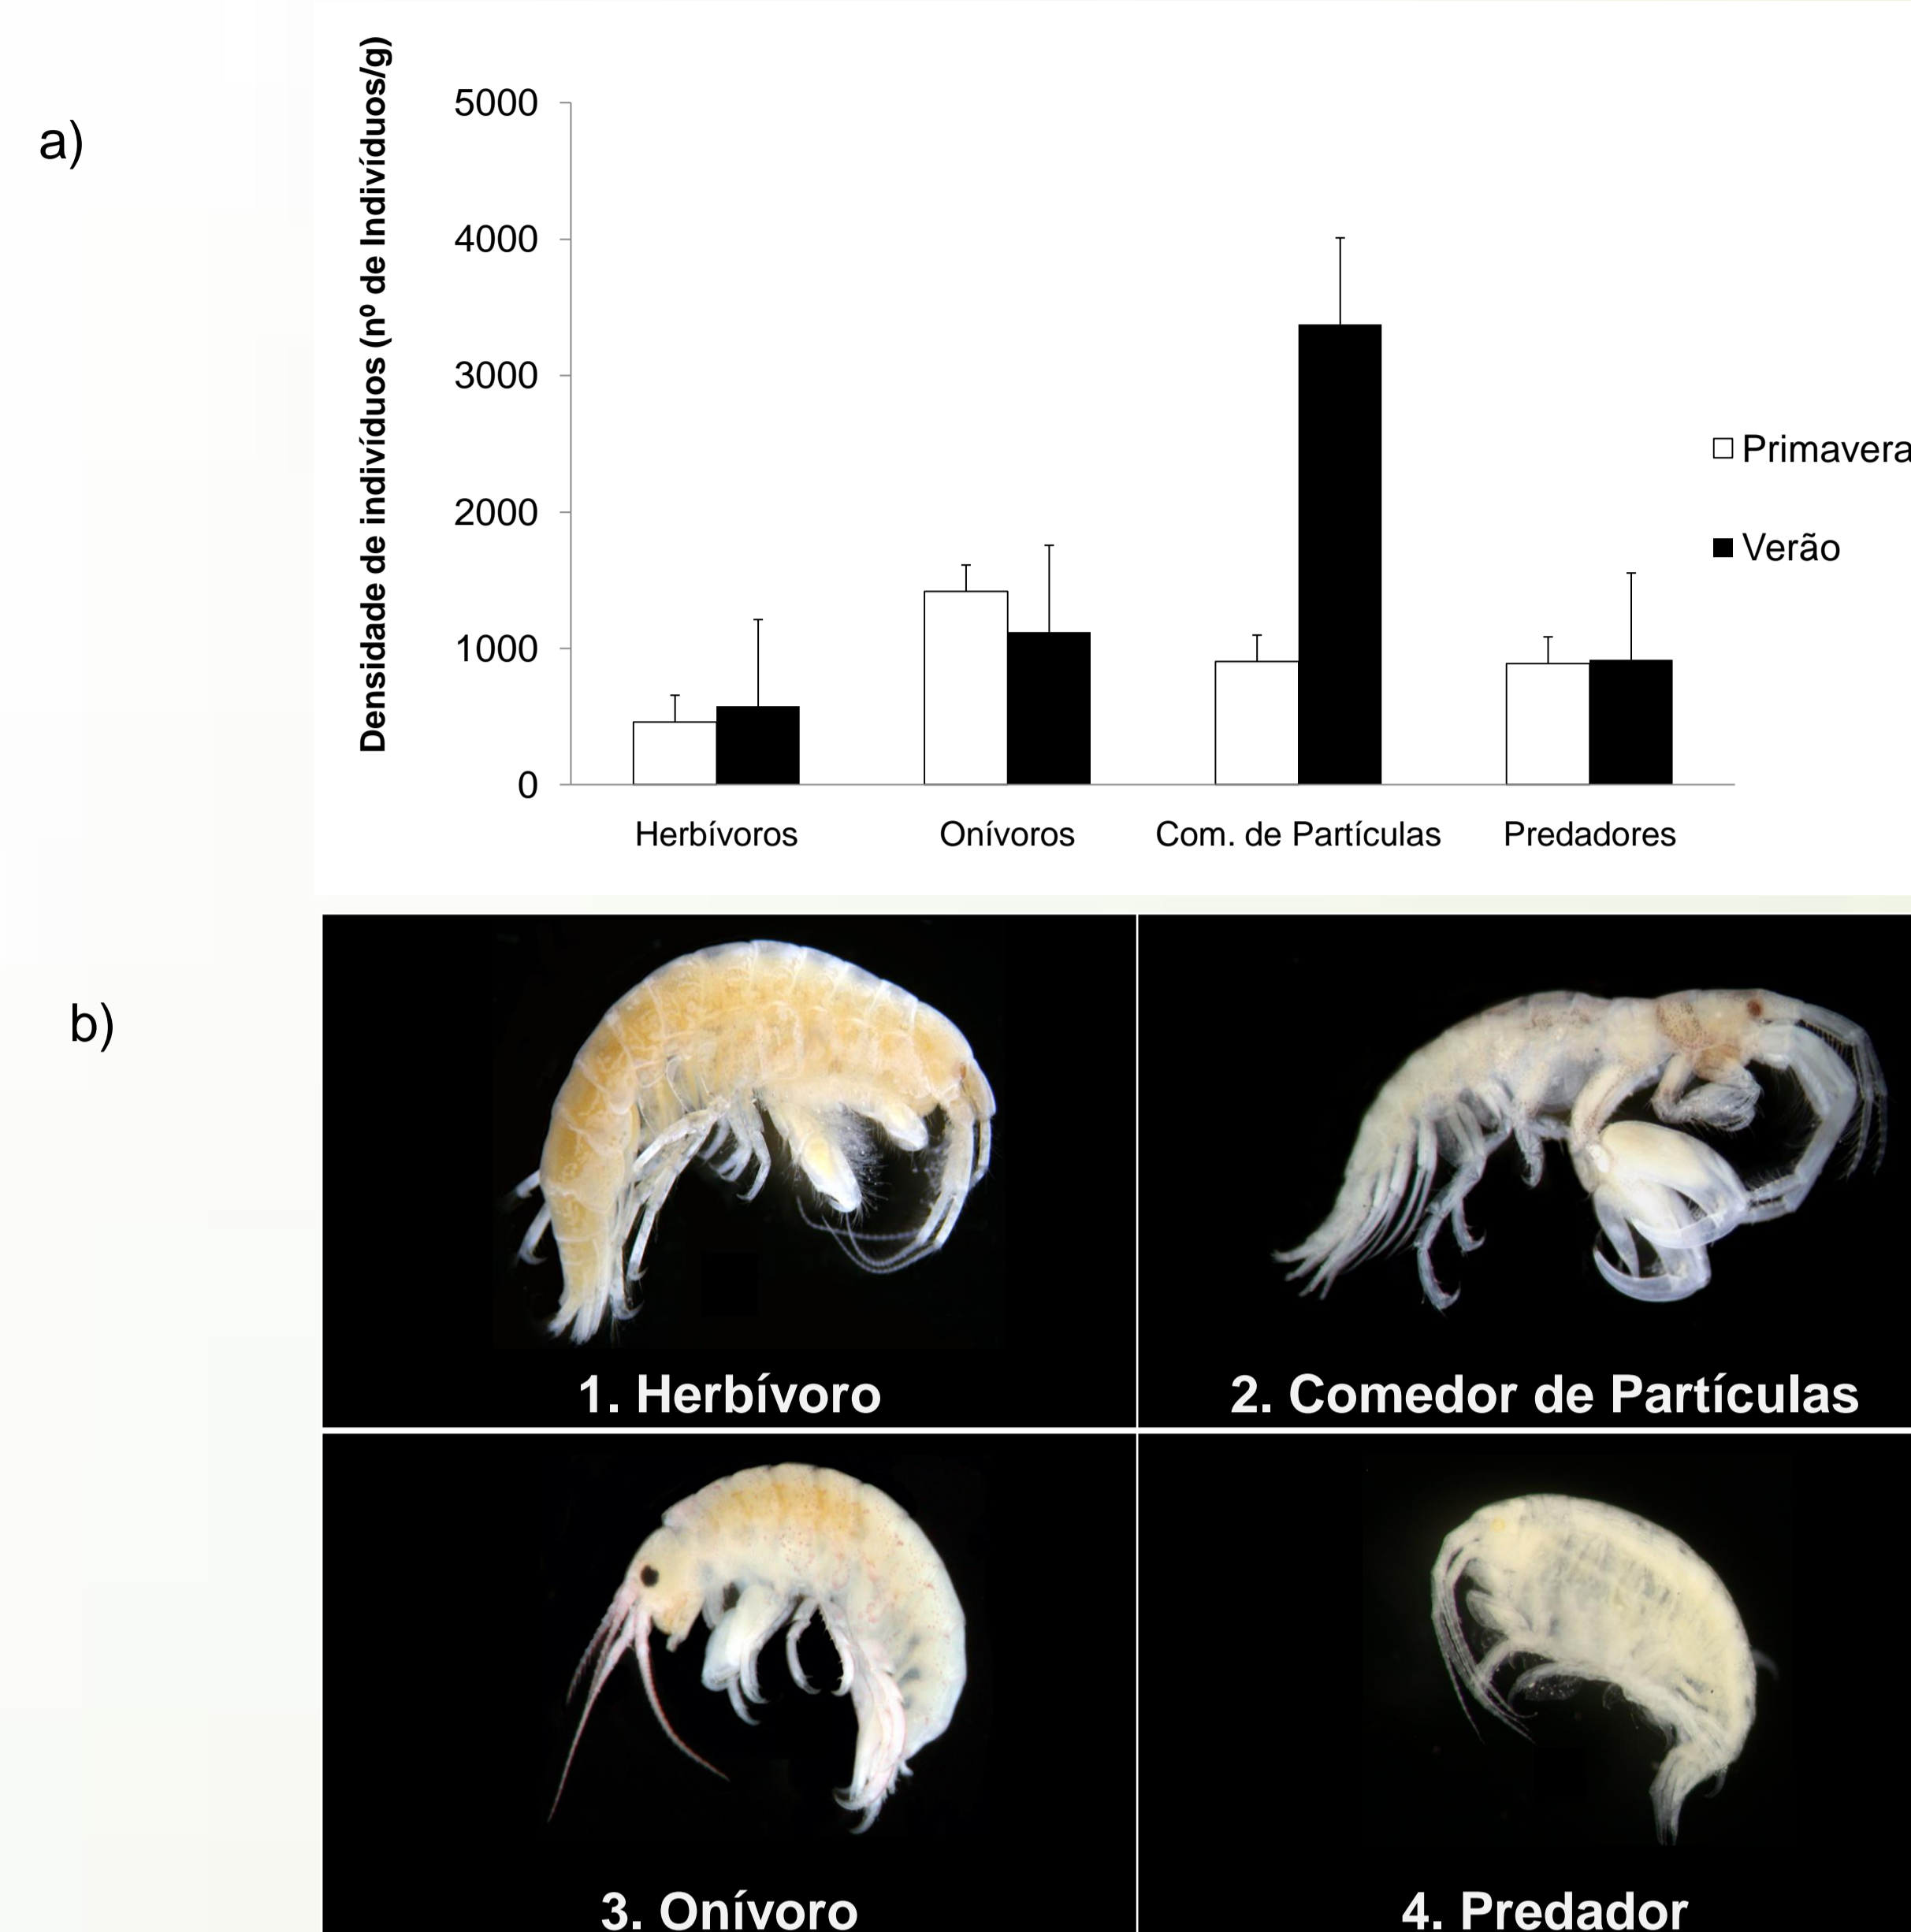 a)
Densidade de indivíduos (nº de Indivíduos/g)
5000
4000
3000
2000
1000
0
Herbívoros Onívoros Com. de Partículas Predadores
Primavera
Verão
b)
1. Herbívoro
2. Comedor de Partículas
3. Onívoro
4. Predador